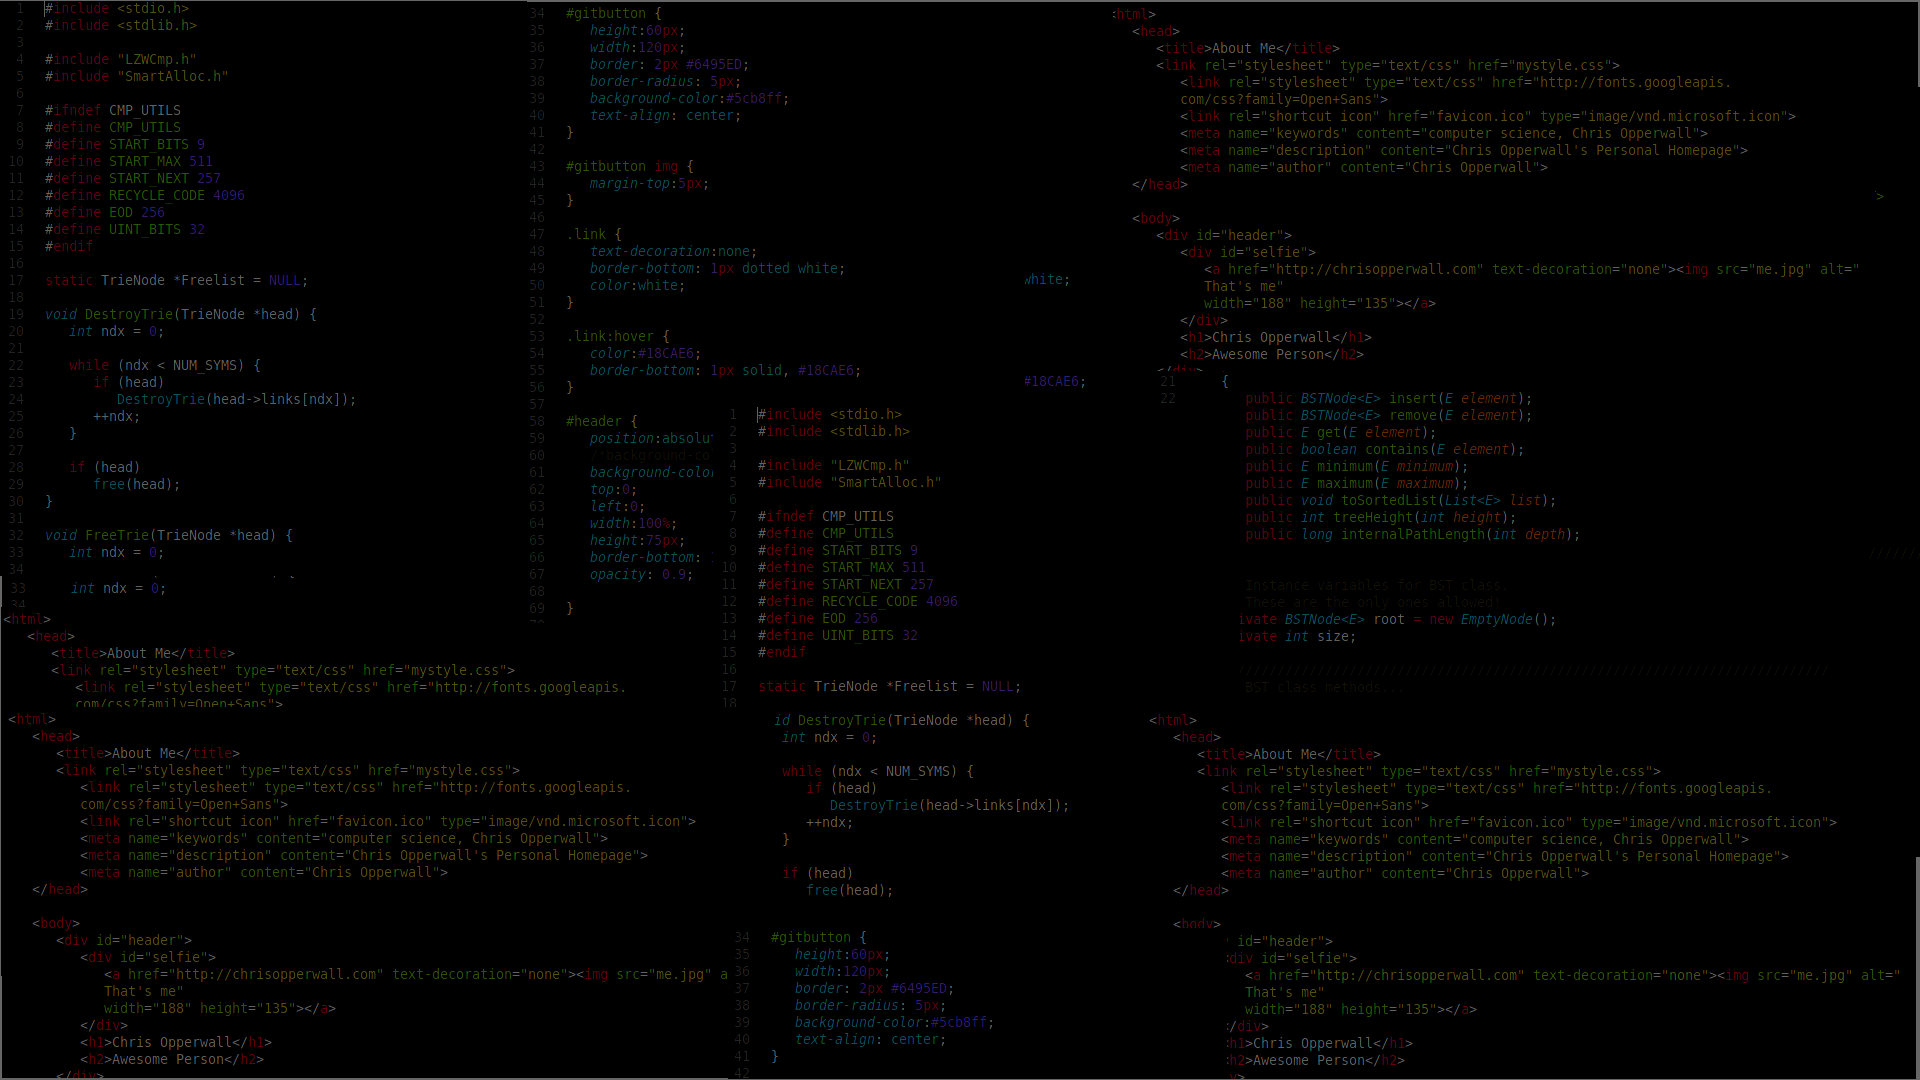 1 #include <stdio.h>
2 #include <stdlib.h>
3
4 #include "LZWCmp.h"
5 #include "SmartAlloc.h"
6
7 #ifndef CMP_UTILS
8 #define CMP_UTILS
9 #define START_BITS 9
10 #define START_MAX 511
11 #define START_NEXT 257
12 #define RECYCLE_CODE 4096
13 #define EOD 256
14 #define UINT_BITS 32
15 #endif
16
17 static TrieNode *Freelist = NULL;
18
19 void DestroyTrie(TrieNode *head) {
20 int ndx = 0;
21
22 while (ndx < NUM_SYMS) {
23 if (head)
24 DestroyTrie(head->links[ndx]);
25 ++ndx;
26 }
27
28 if (head)
29 free(head);
30 }
31
32 void FreeTrie(TrieNode *head) {
33 int ndx = 0;
34
33 int ndx = 0;
34
<html>
<head>
<title>About Me</title>
<link rel="stylesheet" type="text/css" href="mystyle.css">
<link rel="stylesheet" type="text/css" href="http://fonts.googleapis.
com/css?family=Open+Sans">
<html>
<head>
<title>About Me</title>
<link rel="stylesheet" type="text/css" href="mystyle.css">
<link rel="stylesheet" type="text/css" href="http://fonts.googleapis.
com/css?family=Open+Sans">
<link rel="shortcut icon" href="favicon.ico" type="image/vnd.microsoft.icon">
<meta name="keywords" content="computer science, Chris Opperwall">
<meta name="description" content="Chris Opperwall's Personal Homepage">
<meta name="author" content="Chris Opperwall">
</head>
<body>
<div id="header">
<div id="selfie">
<a href="http://chrisopperwall.com" text-decoration="none"><img src="me.jpg" a
That's me"
width="188" height="135"></a>
</div>
<h1>Chris Opperwall</h1>
<h2>Awesome Person</h2>
</div>
34 #gitbutton {
35 height:60px;
36 width:120px;
37 border: 2px #6495ED;
38 border-radius: 5px;
39 background-color:#5cb8ff;
40 text-align: center;
41 }
42
43 #gitbutton img {
44 margin-top:5px;
45 }
46
47 .link {
48 text-decoration:none;
49 border-bottom: 1px dotted white;
50 color:white;
51 }
52
53 .link:hover {
54 color:#18CAE6;
55 border-bottom: 1px solid, #18CAE6;
56 }
57
58 #header {
59 position:absolut
60 /*background-co
61 background-color
62 top:0;
63 left:0;
64 width:100%;
65 height:75px;
66 border-bottom:
67 opacity: 0.9;
68
69 }
white;
#18CAE6;
1 #include <stdio.h>
2 #include <stdlib.h>
3
4 #include "LZWCmp.h"
5 #include "SmartAlloc.h"
6
7 #ifndef CMP_UTILS
8 #define CMP_UTILS
9 #define START_BITS 9
10 #define START_MAX 511
11 #define START_NEXT 257
12 #define RECYCLE_CODE 4096
13 #define EOD 256
14 #define UINT_BITS 32
15 #endif
16
17 static TrieNode *Freelist = NULL;
18
id DestroyTrie(TrieNode *head) {
int ndx = 0;
while (ndx < NUM_SYMS) {
if (head)
DestroyTrie(head->links[ndx]);
++ndx;
}
if (head)
free(head);
34 #gitbutton {
35 height:60px;
36 width:120px;
37 border: 2px #6495ED;
38 border-radius: 5px;
39 background-color:#5cb8ff;
40 text-align: center;
41 }
42
html>
<head>
<title>About Me</title>
<link rel="stylesheet" type="text/css" href="mystyle.css">
<link rel="stylesheet" type="text/css" href="http://fonts.googleapis.
com/css?family=Open+Sans">
<link rel="shortcut icon" href="favicon.ico" type="image/vnd.microsoft.icon">
<meta name="keywords" content="computer science, Chris Opperwall">
<meta name="description" content="Chris Opperwall's Personal Homepage">
<meta name="author" content="Chris Opperwall">
</head>
>
<body>
<div id="header">
<div id="selfie">
<a href="http://chrisopperwall.com" text-decoration="none"><img src="me.jpg" alt="
That's me"
width="188" height="135"></a>
</div>
<h1>Chris Opperwall</h1>
<h2>Awesome Person</h2>
</div>
21 {
22 public BSTNode<E> insert(E element);
public BSTNode<E> remove(E element);
public E get(E element);
public boolean contains(E element);
public E minimum(E minimum);
public E maximum(E maximum);
public void toSortedList(List<E> list);
public int treeHeight(int height);
public long internalPathLength(int depth);
Instance variables for BST class.
These are the only ones allowed!
ivate BSTNode<E> root = new EmptyNode();
ivate int size;
BST class methods...
<html>
<head>
<title>About Me</title>
<link rel="stylesheet" type="text/css" href="mystyle.css">
<link rel="stylesheet" type="text/css" href="http://fonts.googleapis.
com/css?family=Open+Sans">
<link rel="shortcut icon" href="favicon.ico" type="image/vnd.microsoft.icon">
<meta name="keywords" content="computer science, Chris Opperwall">
<meta name="description" content="Chris Opperwall's Personal Homepage">
<meta name="author" content="Chris Opperwall">
</head>
<body>
id="header">
div id="selfie">
<a href="http://chrisopperwall.com" text-decoration="none"><img src="me.jpg" alt="
That's me"
width="188" height="135"></a>
/div>
h1>Chris Opperwall</h1>
h2>Awesome Person</h2>